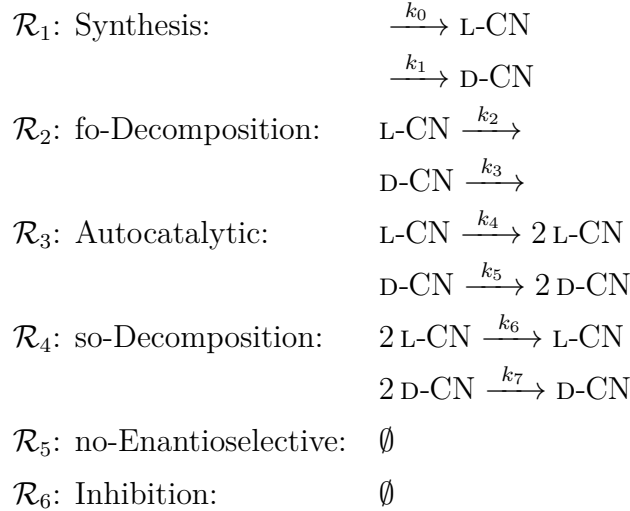 𝓡₁: Synthesis: —k₀→ L-CN
—k₁→ D-CN
𝓡₂: fo-Decomposition: L-CN —k₂→
D-CN —k₃→
𝓡₃: Autocatalytic: L-CN —k₄→ 2 L-CN
D-CN —k₅→ 2 D-CN
𝓡₄: so-Decomposition: 2 L-CN —k₆→ L-CN
2 D-CN —k₇→ D-CN
𝓡₅: no-Enantioselective: ∅
𝓡₆: Inhibition: ∅